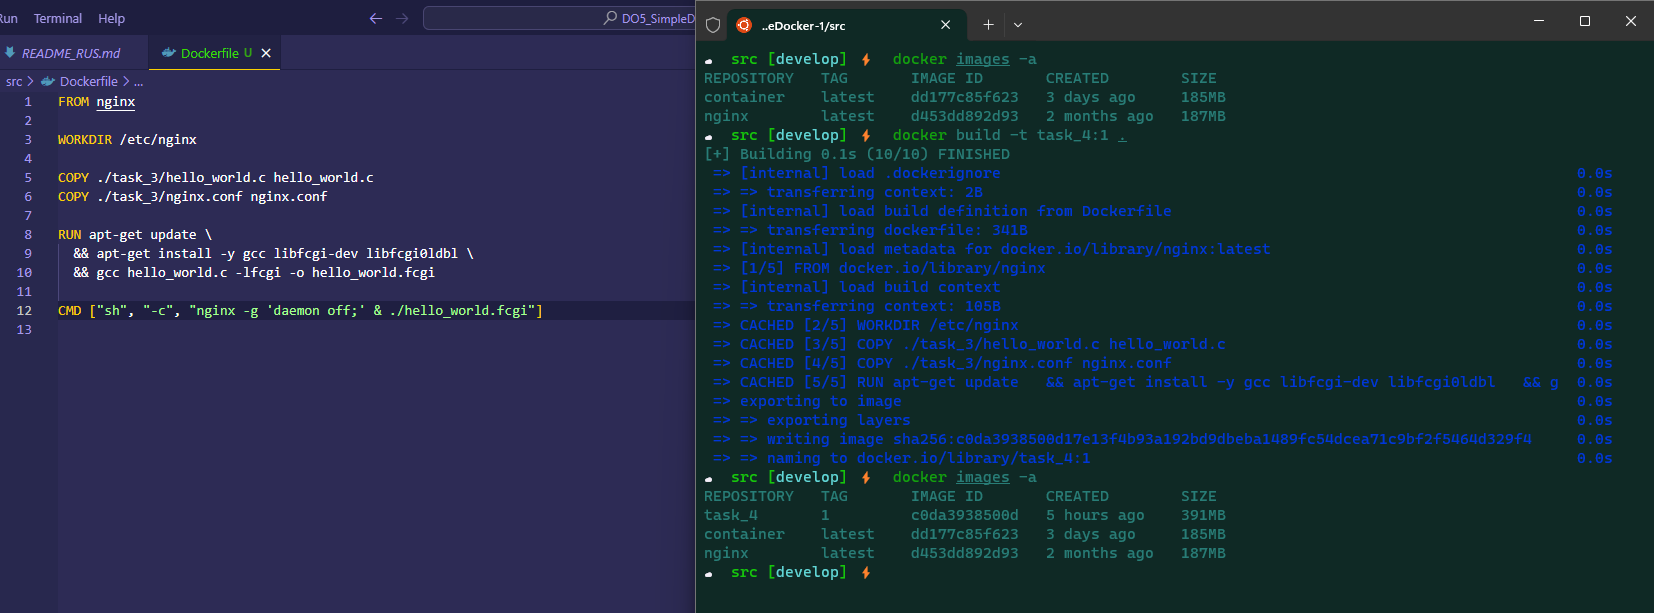 Run Terminal Help
DO5_SimpleD
README_RUS.md
Dockerfile U
src > Dockerfile > ...
1 FROM nginx
2
3 WORKDIR /etc/nginx
4
5 COPY ./task_3/hello_world.c hello_world.c
6 COPY ./task_3/nginx.conf nginx.conf
7
8 RUN apt-get update \
9 && apt-get install -y gcc libfcgi-dev libfcgi0ldbl \
10 && gcc hello_world.c -lfcgi -o hello_world.fcgi
11
12 CMD ["sh", "-c", "nginx -g 'daemon off;' & ./hello_world.fcgi"]
13
..eDocker-1/src
src [develop] docker images -a
REPOSITORY TAG IMAGE ID CREATED SIZE
container latest dd177c85f623 3 days ago 185MB
nginx latest d453dd892d93 2 months ago 187MB
src [develop] docker build -t task_4:1 .
[+] Building 0.1s (10/10) FINISHED
=> [internal] load .dockerignore 0.0s
=> => transferring context: 2B 0.0s
=> [internal] load build definition from Dockerfile 0.0s
=> => transferring dockerfile: 341B 0.0s
=> [internal] load metadata for docker.io/library/nginx:latest 0.0s
=> [1/5] FROM docker.io/library/nginx 0.0s
=> [internal] load build context 0.0s
=> => transferring context: 105B 0.0s
=> CACHED [2/5] WORKDIR /etc/nginx 0.0s
=> CACHED [3/5] COPY ./task_3/hello_world.c hello_world.c 0.0s
=> CACHED [4/5] COPY ./task_3/nginx.conf nginx.conf 0.0s
=> CACHED [5/5] RUN apt-get update && apt-get install -y gcc libfcgi-dev libfcgi0ldbl && g 0.0s
=> exporting to image 0.0s
=> => exporting layers 0.0s
=> => writing image sha256:c0da3938500d17e13f4b93a192bd9dbeba1489fc54dcea71c9bf2f5464d329f4 0.0s
=> => naming to docker.io/library/task_4:1 0.0s
src [develop] docker images -a
REPOSITORY TAG IMAGE ID CREATED SIZE
task_4 1 c0da3938500d 5 hours ago 391MB
container latest dd177c85f623 3 days ago 185MB
nginx latest d453dd892d93 2 months ago 187MB
src [develop]